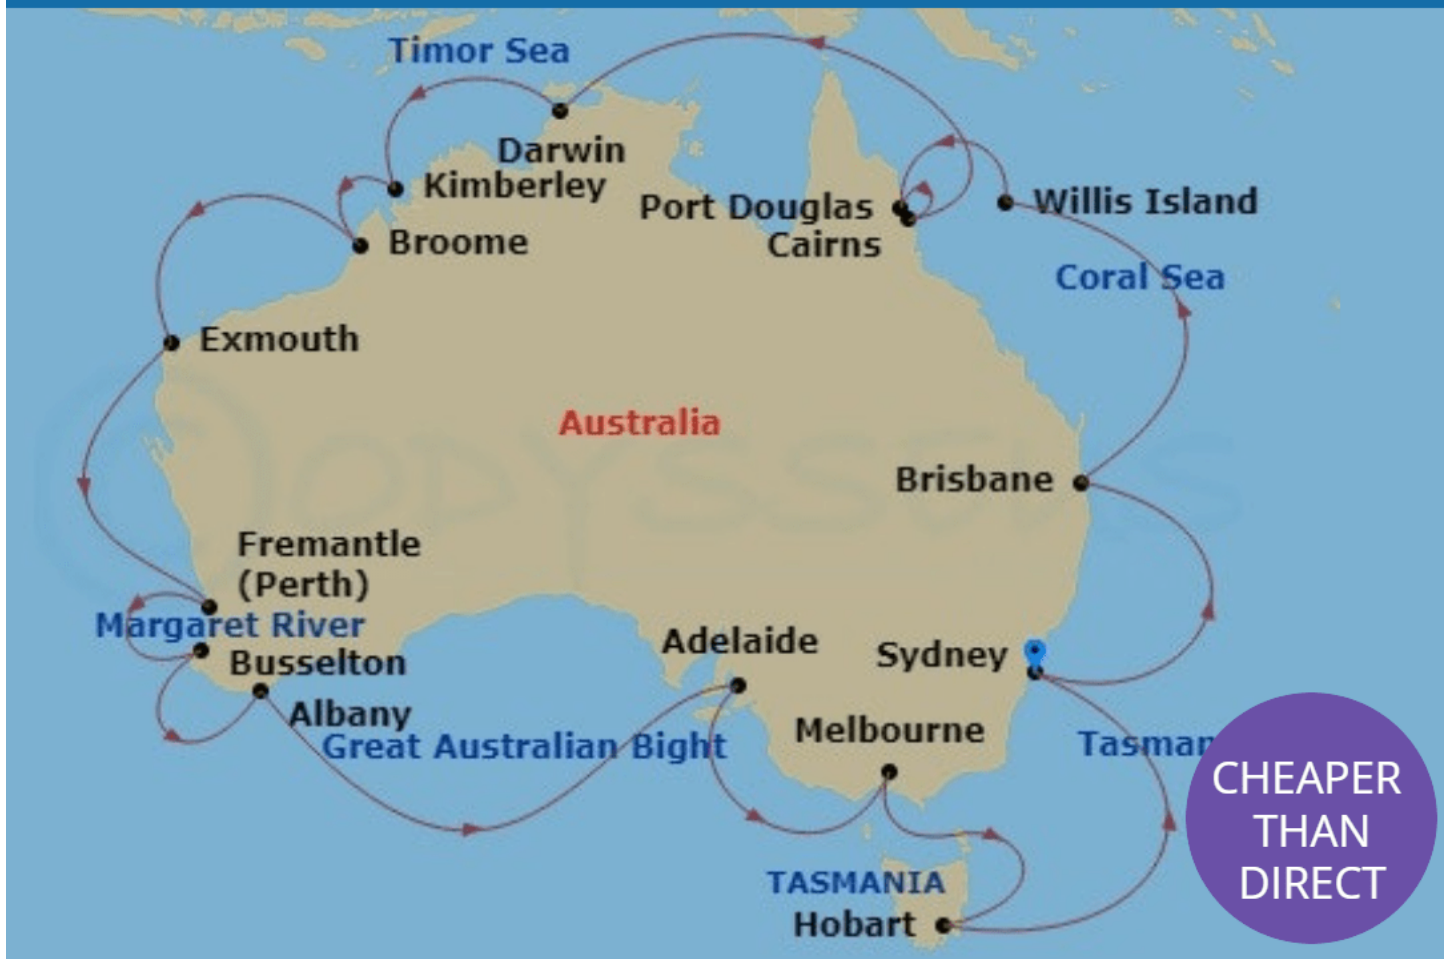 Timor Sea
Darwin
Kimberley
Port Douglas
Willis Island
Broome
Cairns
Coral Sea
Exmouth
Australia
ODYSSEUS
Brisbane
Fremantle
(Perth)
Margaret River
Adelaide
Sydney
Busselton
Albany
Melbourne
Great Australian Bight
Tasman
CHEAPER
THAN
DIRECT
TASMANIA
Hobart